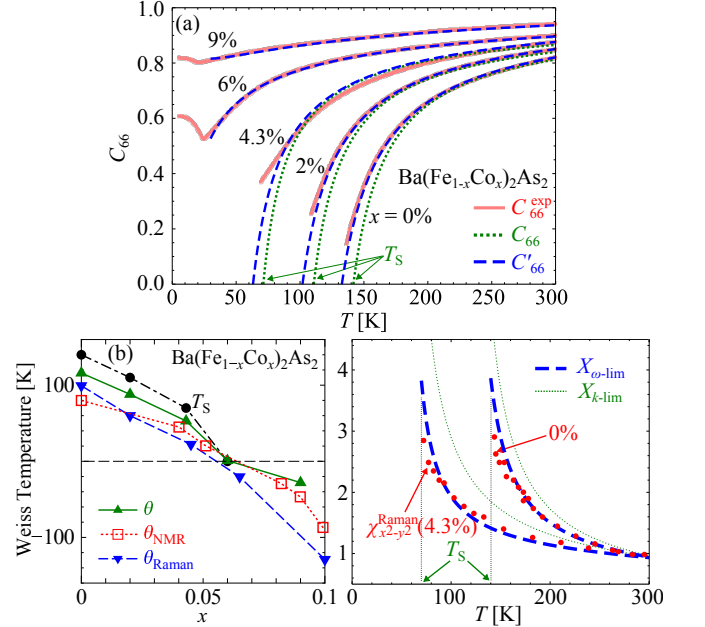 (a)
1.0
0.8
0.6
0.4
0.2
0.0
C66
9%
6%
4.3%
2%
x = 0%
Ba(Fe1-xCox)2As2
C66exp
C66
C′66
TS
0 50 100 150 200 250 300
T [K]
(b)
Ba(Fe1−xCox)2As2
Weiss Temperature [K]
100
−100
TS
θ
θNMR
θRaman
0 0.05 0.1
x
4
3
2
1
Xω-lim
Xk-lim
0%
χx2-y2Raman(4.3%)
TS
0 100 200 300
T [K]